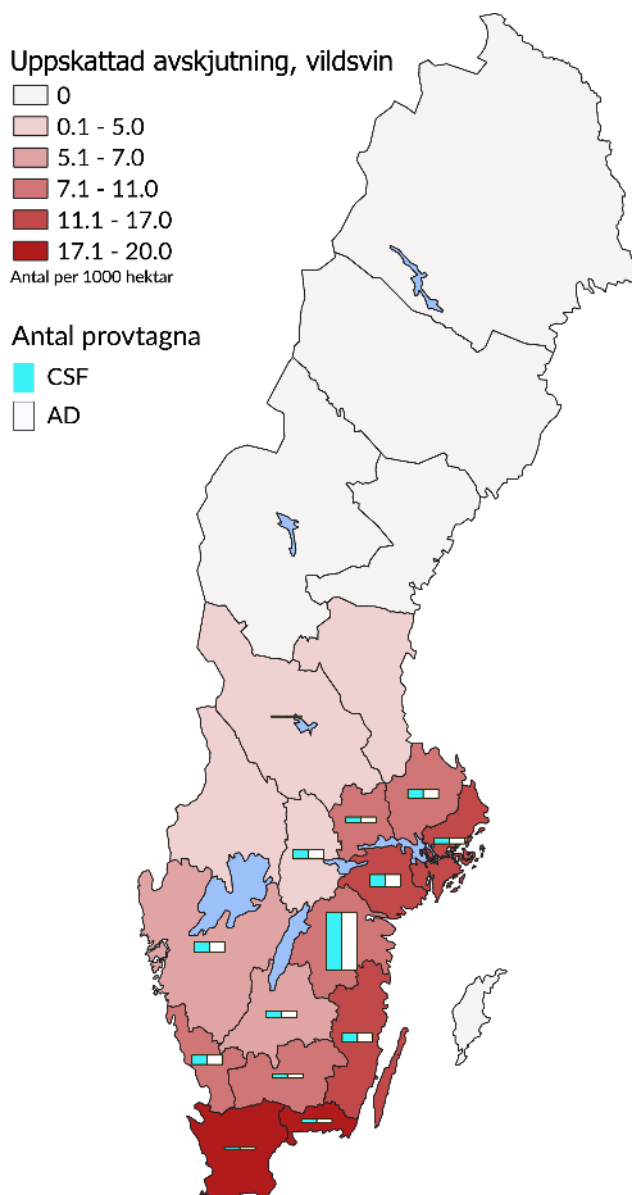 Uppskattad avskjutning, vildsvin
0
0.1 - 5.0
5.1 - 7.0
7.1 - 11.0
11.1 - 17.0
17.1 - 20.0
Antal per 1000 hektar
Antal provtagna
CSF
AD